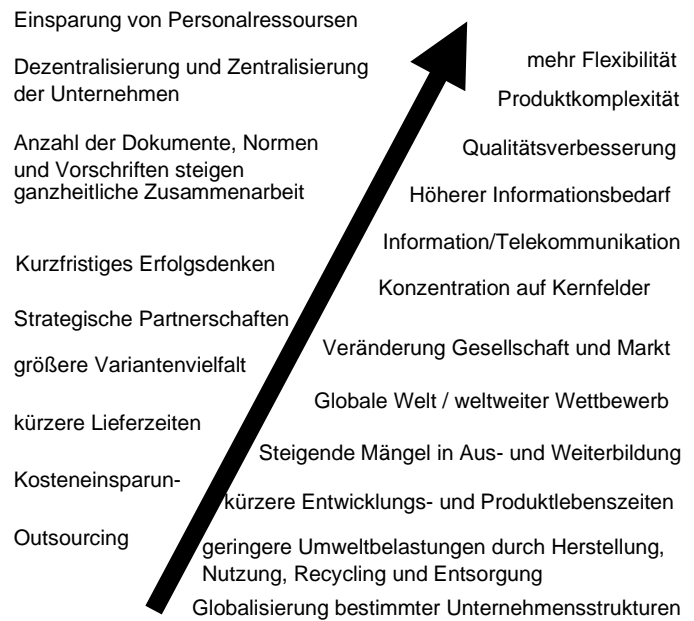 Einsparung von Personalressoursen
Dezentralisierung und Zentralisierung
der Unternehmen
Anzahl der Dokumente, Normen
und Vorschriften steigen
ganzheitliche Zusammenarbeit
Kurzfristiges Erfolgsdenken
Strategische Partnerschaften
größere Variantenvielfalt
kürzere Lieferzeiten
Kosteneinsparun-
Outsourcing
mehr Flexibilität
Produktkomplexität
Qualitätsverbesserung
Höherer Informationsbedarf
Information/Telekommunikation
Konzentration auf Kernfelder
Veränderung Gesellschaft und Markt
Globale Welt / weltweiter Wettbewerb
Steigende Mängel in Aus- und Weiterbildung
kürzere Entwicklungs- und Produktlebenszeiten
geringere Umweltbelastungen durch Herstellung,
Nutzung, Recycling und Entsorgung
Globalisierung bestimmter Unternehmensstrukturen